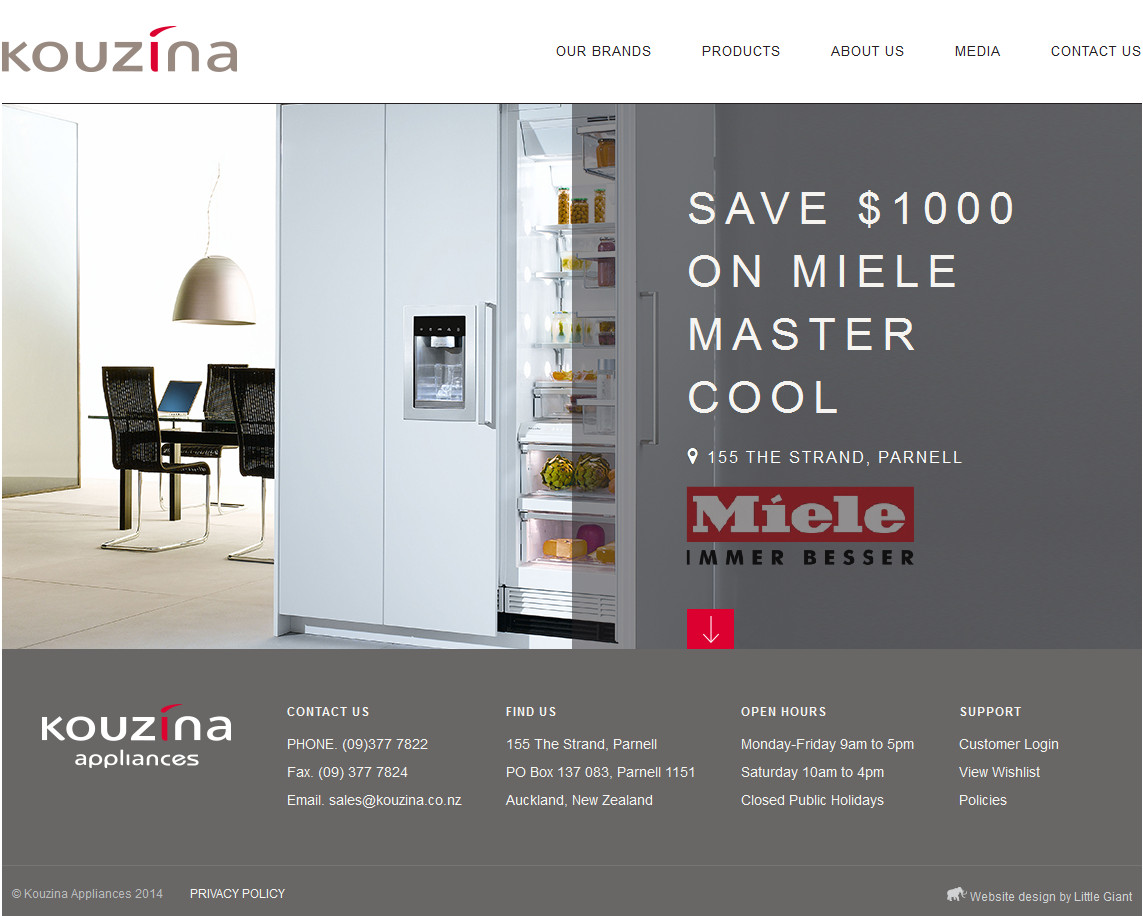 kouzina
OUR BRANDS PRODUCTS ABOUT US MEDIA CONTACT US
SAVE $1000
ON MIELE
MASTER
COOL
155 THE STRAND, PARNELL
Miele
IMMER BESSER
kouzina
appliances
CONTACT US
PHONE. (09)377 7822
Fax. (09) 377 7824
Email. sales@kouzina.co.nz
FIND US
155 The Strand, Parnell
PO Box 137 083, Parnell 1151
Auckland, New Zealand
OPEN HOURS
Monday-Friday 9am to 5pm
Saturday 10am to 4pm
Closed Public Holidays
SUPPORT
Customer Login
View Wishlist
Policies
© Kouzina Appliances 2014 PRIVACY POLICY
Website design by Little Giant